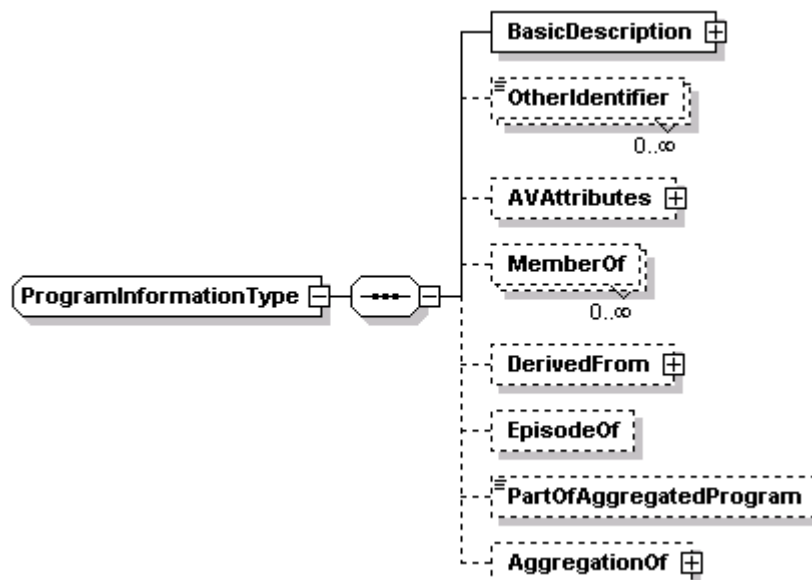 BasicDescription
OtherIdentifier
0..∞
AVAttributes
MemberOf
0..∞
ProgramInformationType
DerivedFrom
EpisodeOf
PartOfAggregatedProgram
AggregationOf